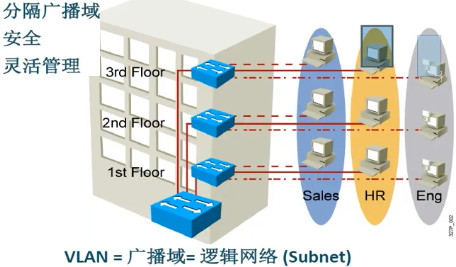 分隔广播域
安全
灵活管理
3rd Floor
2nd Floor
1st Floor
Sales
HR
Eng
VLAN = 广播域= 逻辑网络 (Subnet)